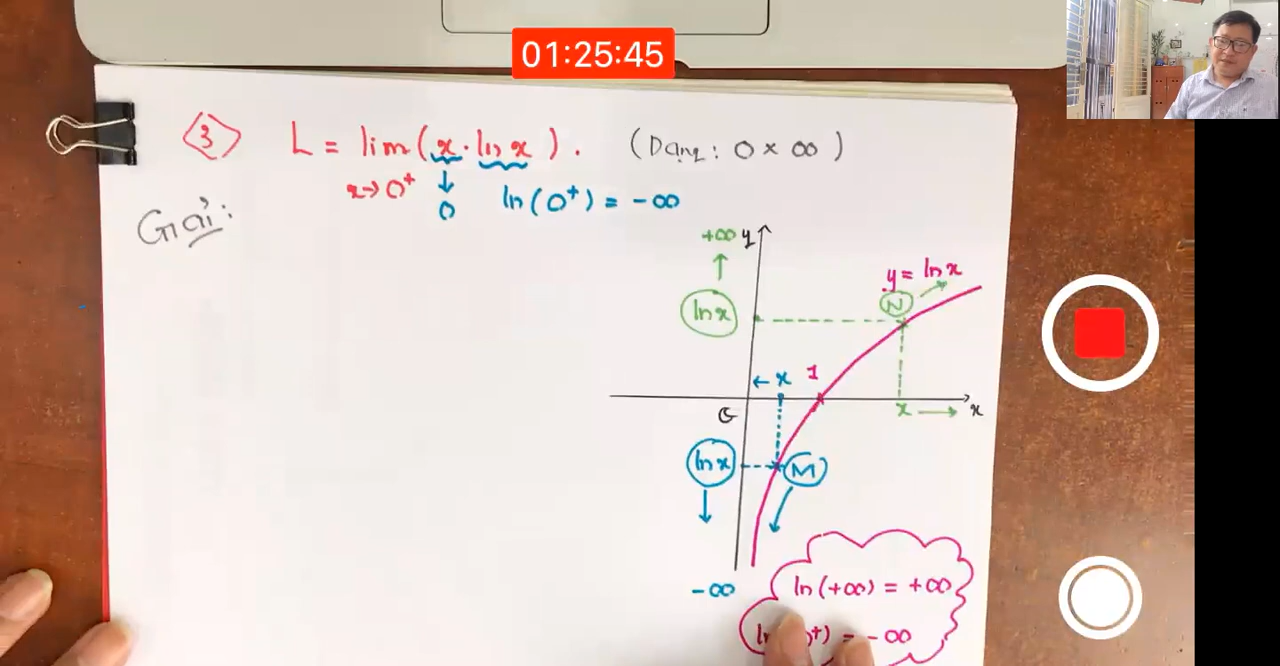 01:25:45
3 L = lim (x . ln x). (Dạng: 0 × ∞)
x→0⁺ ↓ ln(0⁺) = -∞
0
Giải:
+∞ y
↑
y = ln x
ln x
N
← x 1
O x → x
ln x M
↓
-∞
ln(+∞) = +∞
= -∞